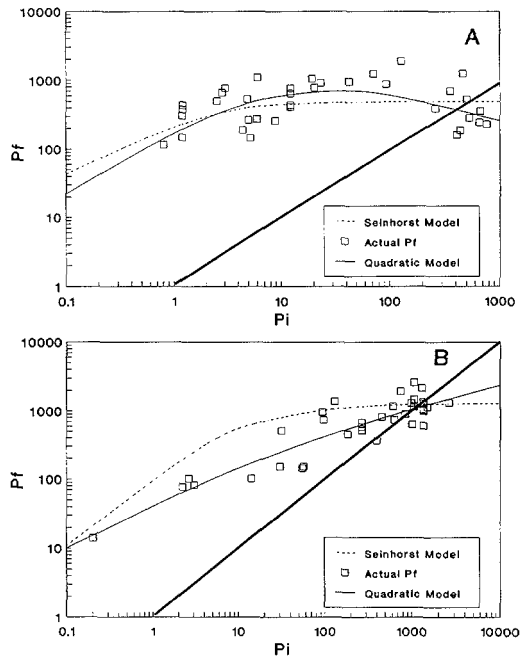 10000
A
1000
Pf
100
10
Seinhorst Model
Actual Pf
Quadratic Model
1
0.1 1 10 100 1000
Pi
10000
B
1000
Pf
100
10
Seinhorst Model
Actual Pf
Quadratic Model
1
0.1 1 10 100 1000 10000
Pi